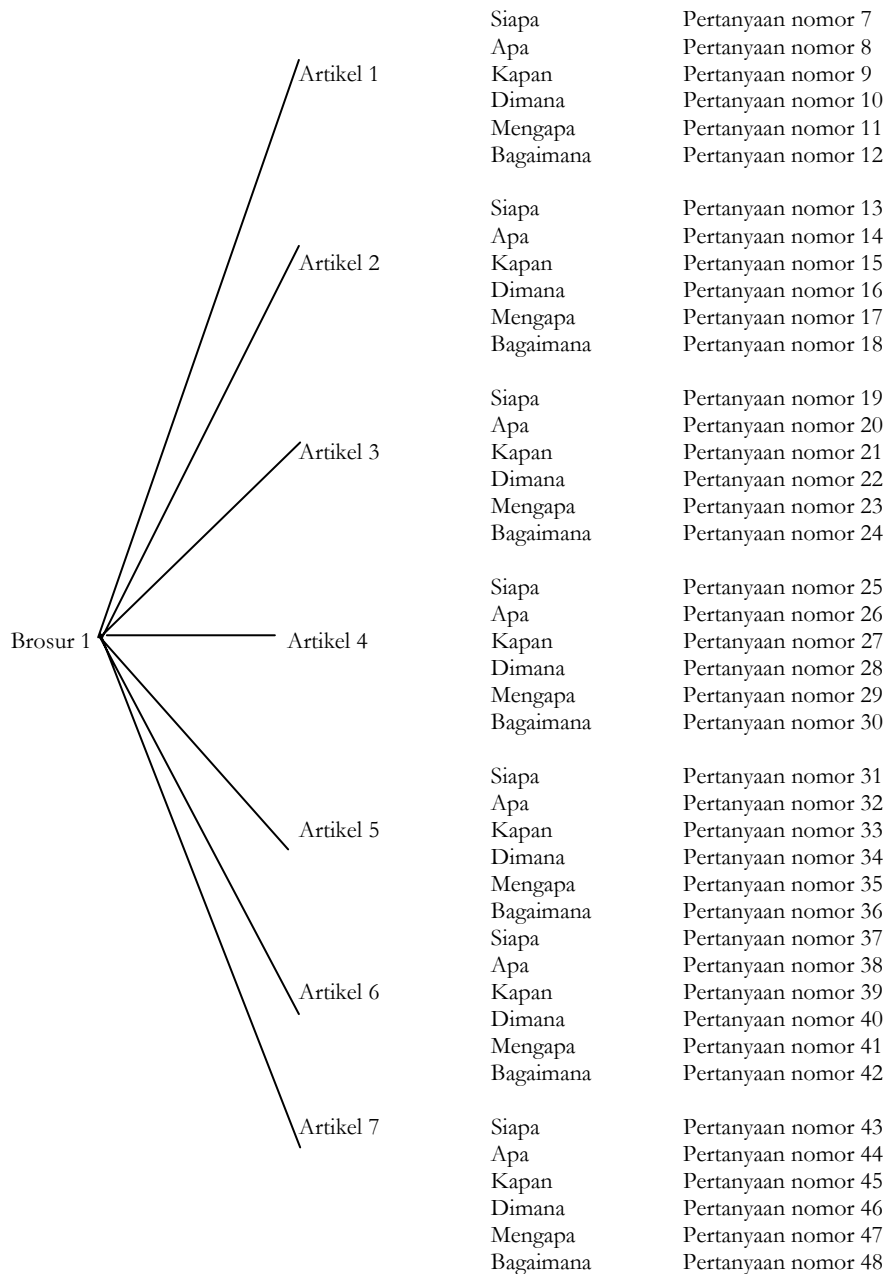 Siapa Pertanyaan nomor 7
Apa Pertanyaan nomor 8
Artikel 1 Kapan Pertanyaan nomor 9
Dimana Pertanyaan nomor 10
Mengapa Pertanyaan nomor 11
Bagaimana Pertanyaan nomor 12
Siapa Pertanyaan nomor 13
Apa Pertanyaan nomor 14
Artikel 2 Kapan Pertanyaan nomor 15
Dimana Pertanyaan nomor 16
Mengapa Pertanyaan nomor 17
Bagaimana Pertanyaan nomor 18
Siapa Pertanyaan nomor 19
Apa Pertanyaan nomor 20
Artikel 3 Kapan Pertanyaan nomor 21
Dimana Pertanyaan nomor 22
Mengapa Pertanyaan nomor 23
Bagaimana Pertanyaan nomor 24
Siapa Pertanyaan nomor 25
Apa Pertanyaan nomor 26
Brosur 1 Artikel 4 Kapan Pertanyaan nomor 27
Dimana Pertanyaan nomor 28
Mengapa Pertanyaan nomor 29
Bagaimana Pertanyaan nomor 30
Siapa Pertanyaan nomor 31
Apa Pertanyaan nomor 32
Artikel 5 Kapan Pertanyaan nomor 33
Dimana Pertanyaan nomor 34
Mengapa Pertanyaan nomor 35
Bagaimana Pertanyaan nomor 36
Siapa Pertanyaan nomor 37
Apa Pertanyaan nomor 38
Artikel 6 Kapan Pertanyaan nomor 39
Dimana Pertanyaan nomor 40
Mengapa Pertanyaan nomor 41
Bagaimana Pertanyaan nomor 42
Artikel 7 Siapa Pertanyaan nomor 43
Apa Pertanyaan nomor 44
Kapan Pertanyaan nomor 45
Dimana Pertanyaan nomor 46
Mengapa Pertanyaan nomor 47
Bagaimana Pertanyaan nomor 48